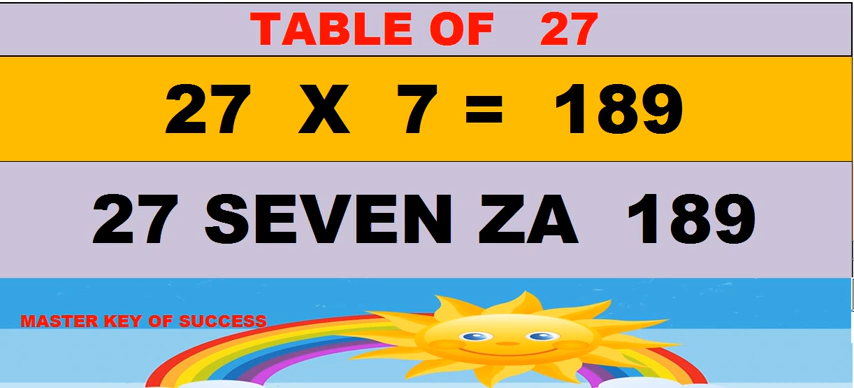 TABLE OF 27
27 X 7 = 189
27 SEVEN ZA 189
MASTER KEY OF SUCCESS